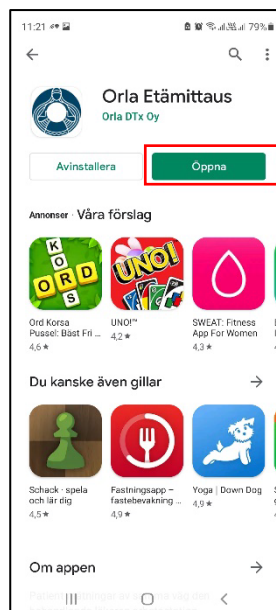 11:21
79%
Orla Etämittaus
Orla DTx Oy
Avinstallera
Öppna
Annonser · Våra förslag
K
O
ORD
S
UNO!
Ord Korsa
Pussel: Bäst Fri ...
4,6★
UNO!™
4,2★
SWEAT: Fitness
App For Women
4,3★
Du kanske även gillar
Schack · spela
och lär dig
4,5★
Fastningsapp –
fastebevakning ...
4,9★
Yoga | Down Dog
4,9★
Om appen